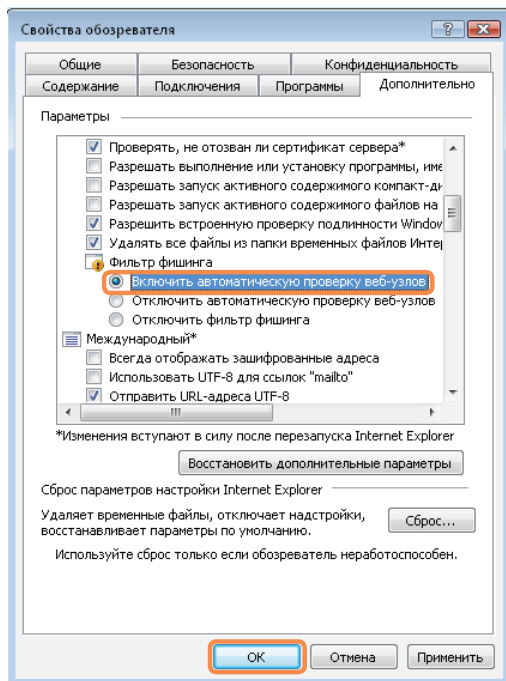 Свойства обозревателя
Общие Безопасность Конфиденциальность
Содержание Подключения Программы Дополнительно
Параметры
Проверять, не отозван ли сертификат сервера*
Разрешать выполнение или установку программы, име
Разрешать запуск активного содержимого компакт-ди
Разрешать запуск активного содержимого файлов на
Разрешить встроенную проверку подлинности Window
Удалять все файлы из папки временных файлов Интер
Фильтр фишинга
Включить автоматическую проверку веб-узлов
Отключить автоматическую проверку веб-узлов
Отключить фильтр фишинга
Международный*
Всегда отображать зашифрованные адреса
Использовать UTF-8 для ссылок "mailto"
Отправить URL-адреса UTF-8
*Изменения вступают в силу после перезапуска Internet Explorer
Восстановить дополнительные параметры
Сброс параметров настройки Internet Explorer
Удаляет временные файлы, отключает надстройки,
восстанавливает параметры по умолчанию.
Сброс...
Используйте сброс только если обозреватель неработоспособен.
ОК Отмена Применить